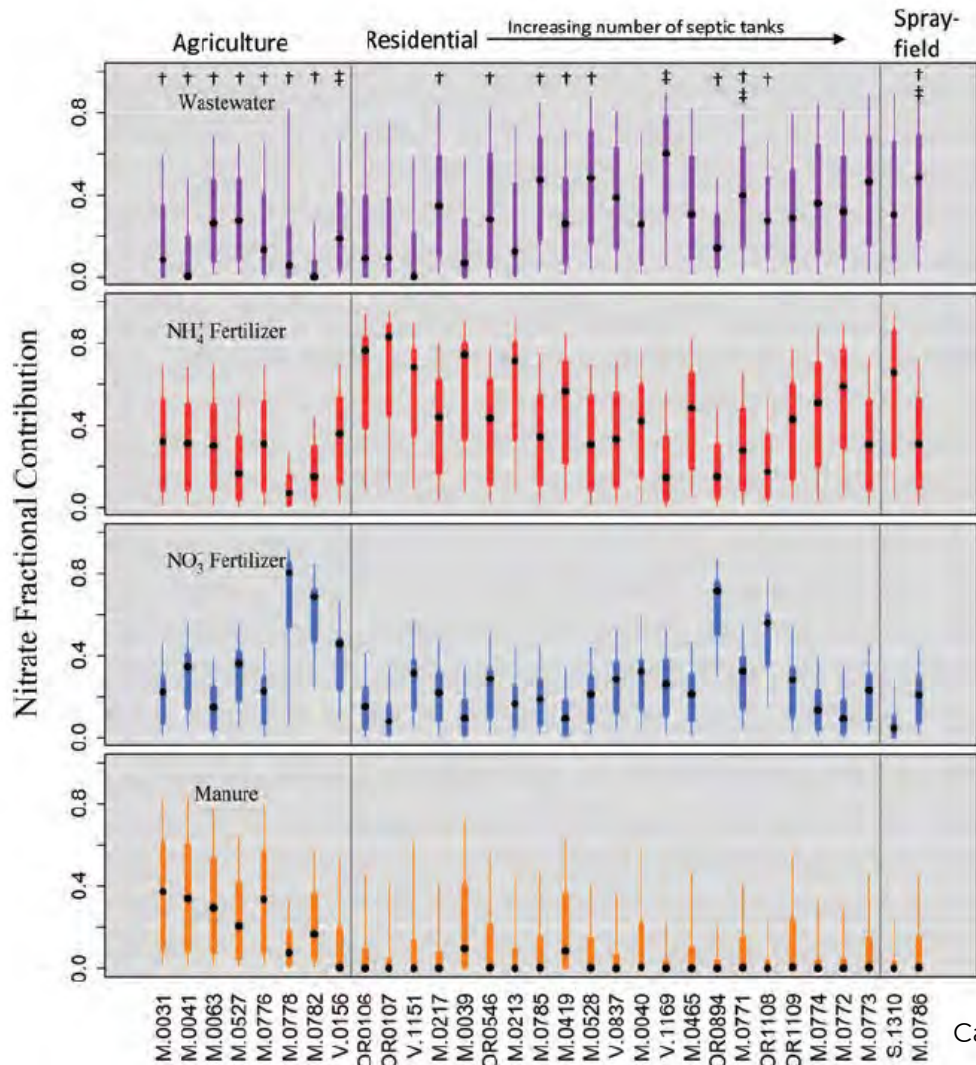 Agriculture
Residential
Increasing number of septic tanks
Spray-
field
† † † † † † † ‡ † † † † † ‡ † † † †
‡ ‡
Wastewater
0.8
0.4
0.0
NH₄⁺ Fertilizer
0.8
0.4
0.0
NO₃⁻ Fertilizer
0.8
0.4
0.0
Manure
0.8
0.4
0.0
Nitrate Fractional Contribution
M.0031
M.0041
M.0063
M.0527
M.0776
M.0778
M.0782
V.0156
OR0106
OR0107
V.1151
M.0217
M.0039
OR0546
M.0213
M.0785
M.0419
M.0528
V.0837
M.0040
V.1169
M.0465
OR0894
M.0771
OR1108
OR1109
M.0774
M.0772
M.0773
S.1310
M.0786
Ca